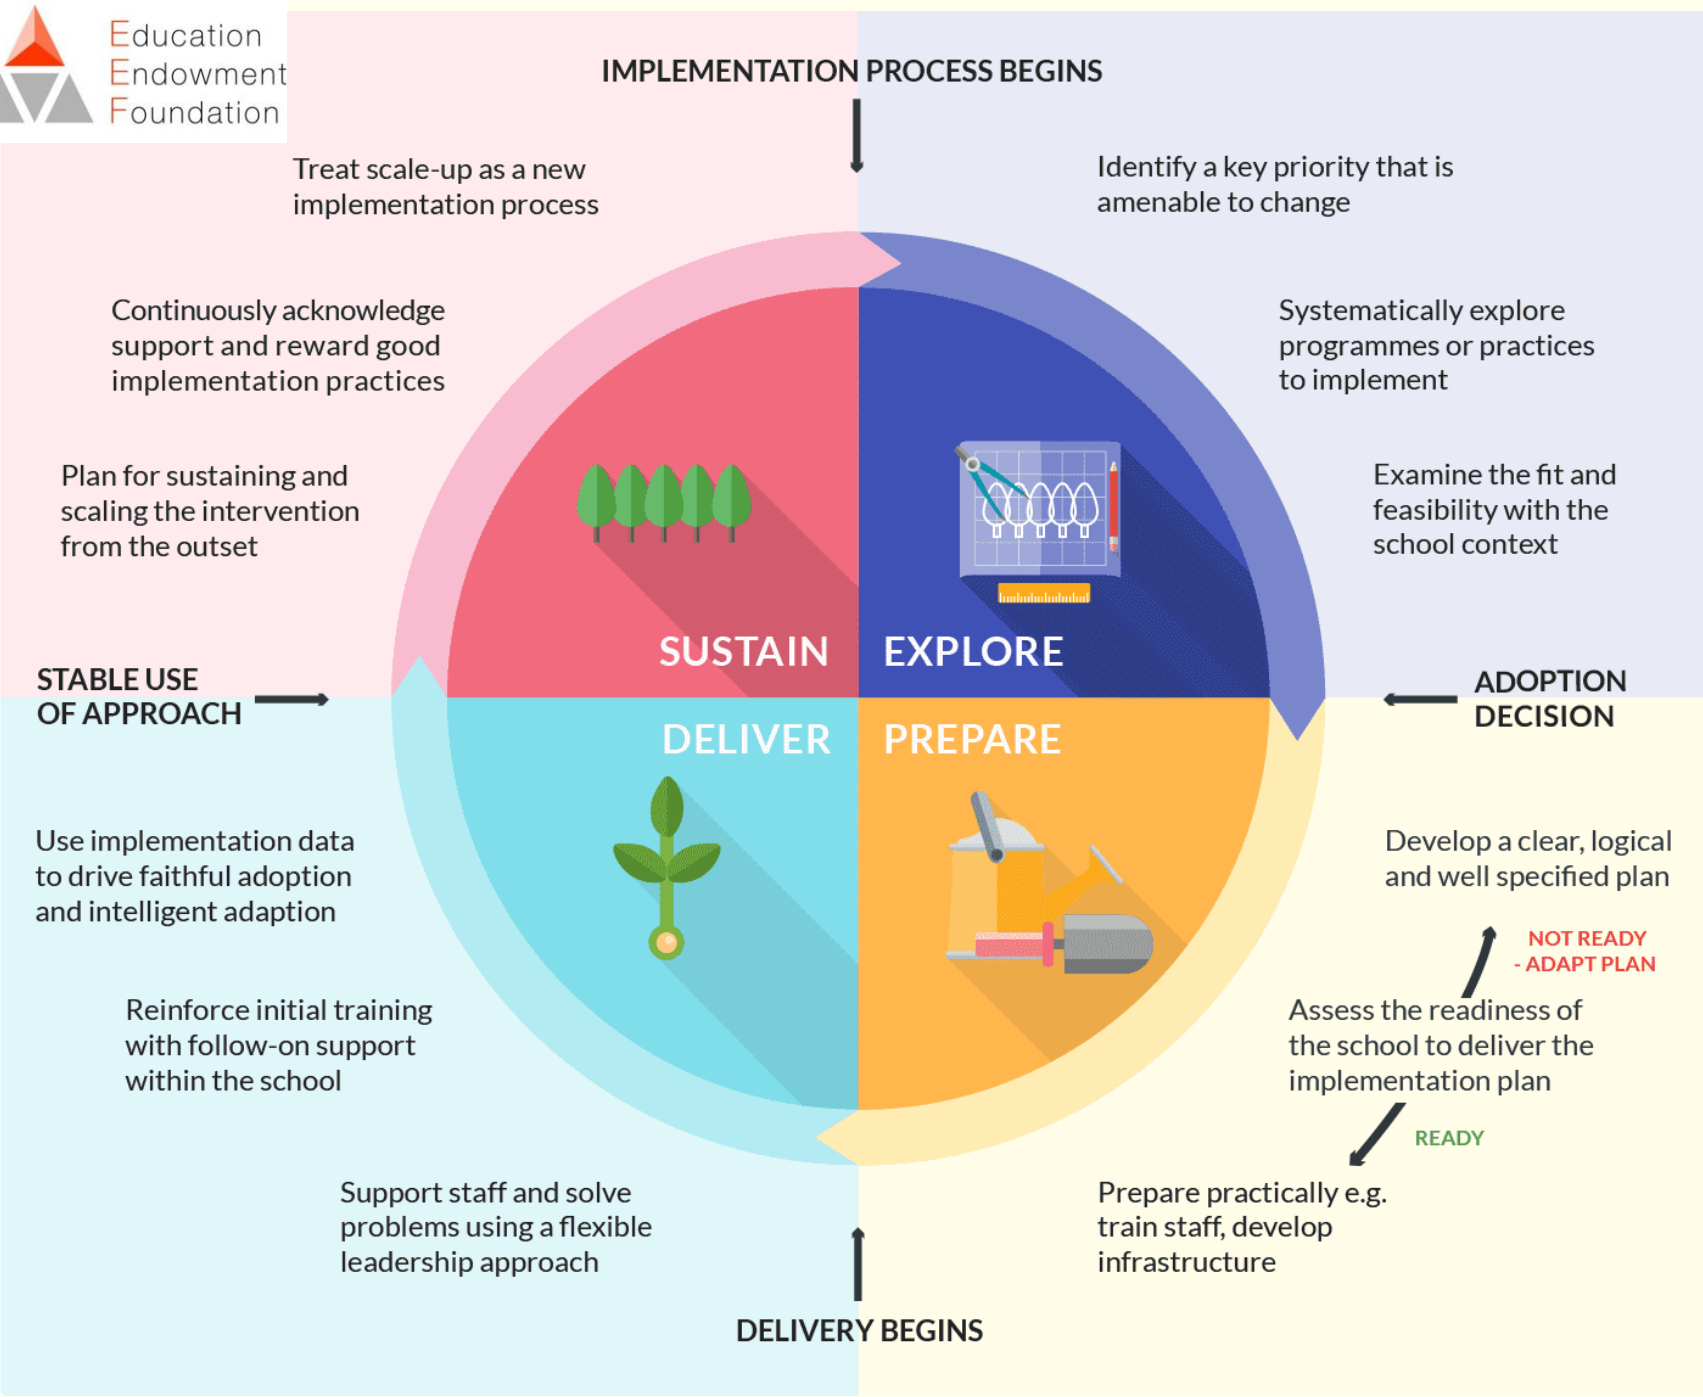 Education
Endowment
Foundation
IMPLEMENTATION PROCESS BEGINS
Identify a key priority that is
amenable to change
Systematically explore
programmes or practices
to implement
Examine the fit and
feasibility with the
school context
EXPLORE
ADOPTION
DECISION
PREPARE
Develop a clear, logical
and well specified plan
NOT READY
- ADAPT PLAN
Assess the readiness of
the school to deliver the
implementation plan
READY
Prepare practically e.g.
train staff, develop
infrastructure
DELIVERY BEGINS
Support staff and solve
problems using a flexible
leadership approach
Reinforce initial training
with follow-on support
within the school
Use implementation data
to drive faithful adoption
and intelligent adaption
DELIVER
STABLE USE
OF APPROACH
SUSTAIN
Plan for sustaining and
scaling the intervention
from the outset
Continuously acknowledge
support and reward good
implementation practices
Treat scale-up as a new
implementation process